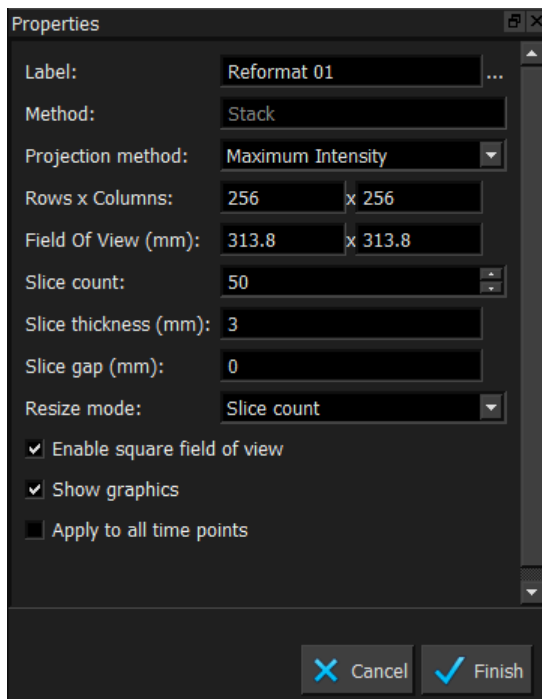 Properties
Label: Reformat 01 ...
Method: Stack
Projection method: Maximum Intensity
Rows x Columns: 256 x 256
Field Of View (mm): 313.8 x 313.8
Slice count: 50
Slice thickness (mm): 3
Slice gap (mm): 0
Resize mode: Slice count
Enable square field of view
Show graphics
Apply to all time points
Cancel Finish